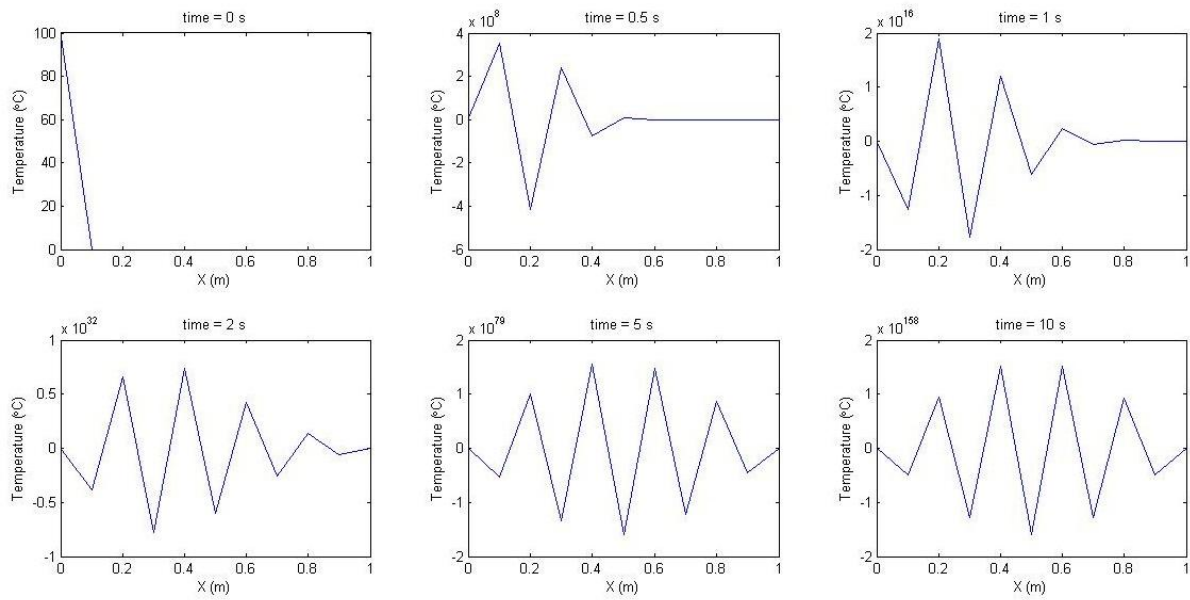 time = 0 s
100
80
60
40
20
0
Temperature (ºC)
0 0.2 0.4 0.6 0.8 1
X (m)
time = 0.5 s
x 10^8
4
2
0
-2
-4
-6
Temperature (ºC)
0 0.2 0.4 0.6 0.8 1
X (m)
time = 1 s
x 10^16
2
1
0
-1
-2
Temperature (ºC)
0 0.2 0.4 0.6 0.8 1
X (m)
time = 2 s
x 10^32
1
0.5
0
-0.5
-1
Temperature (ºC)
0 0.2 0.4 0.6 0.8 1
X (m)
time = 5 s
x 10^79
2
1
0
-1
-2
Temperature (ºC)
0 0.2 0.4 0.6 0.8 1
X (m)
time = 10 s
x 10^158
2
1
0
-1
-2
Temperature (ºC)
0 0.2 0.4 0.6 0.8 1
X (m)